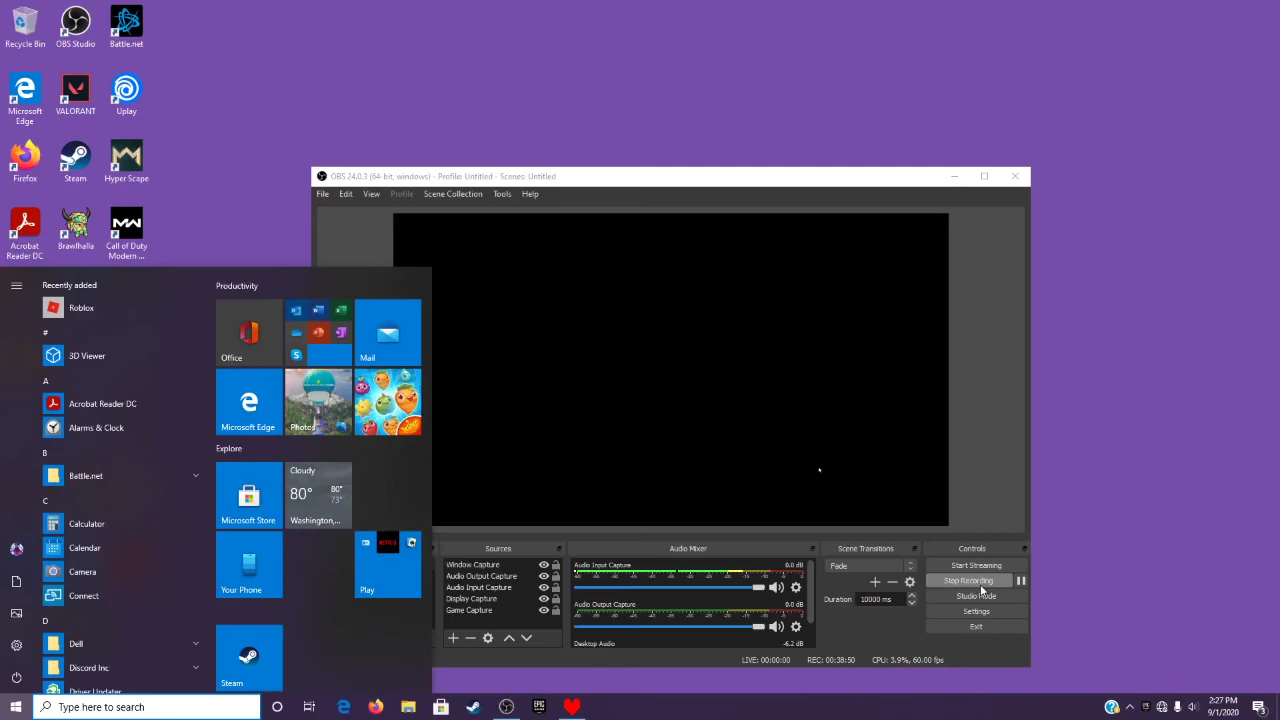 Recycle Bin
OBS Studio
Battle.net
Microsoft
Edge
VALORANT
Uplay
Firefox
Steam
Hyper Scape
Acrobat
Reader DC
Brawlhalla
Call of Duty
Modern ...
OBS 24.0.3 (64-bit, windows) - Profile: Untitled - Scenes: Untitled
File Edit View Profile Scene Collection Tools Help
Recently added
Roblox
#
3D Viewer
A
Acrobat Reader DC
Alarms & Clock
B
Battle.net
C
Calculator
Calendar
Camera
Connect
D
Dell
Discord Inc
Driver Updater
Productivity
Office
Mail
Microsoft Edge
Photos
King
Explore
Microsoft Store
Cloudy
80° 80°
73°
Washington,...
Your Phone
NETFLIX
Play
Steam
Sources
Window Capture
Audio Output Capture
Audio Input Capture
Display Capture
Game Capture
Audio Mixer
Audio Input Capture 0.0 dB
Audio Output Capture 0.0 dB
Desktop Audio -6.2 dB
Scene Transitions
Fade
Duration 10000 ms
Controls
Start Streaming
Stop Recording
Studio Mode
Settings
Exit
LIVE: 00:00:00 REC: 00:38:50 CPU: 3.9%, 60.00 fps
Type here to search
EPIC
2:27 PM
9/1/2020